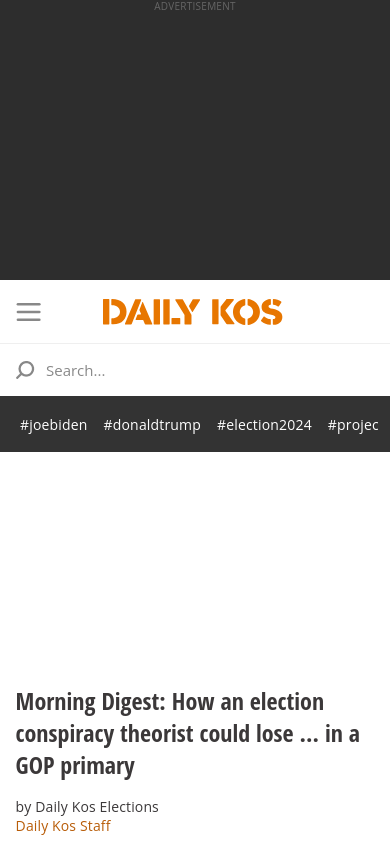 ADVERTISEMENT
DAILY KOS
Search...
#joebiden #donaldtrump #election2024 #projec
Morning Digest: How an election
conspiracy theorist could lose ... in a
GOP primary
by Daily Kos Elections
Daily Kos Staff